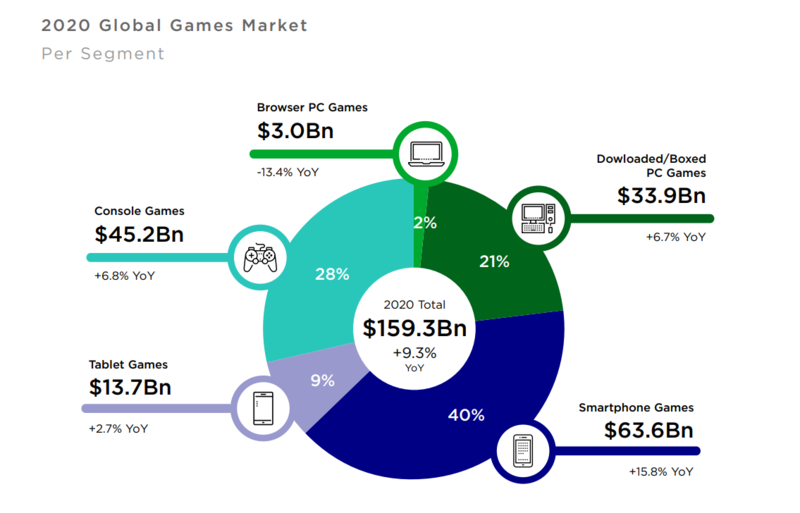 2020 Global Games Market
Per Segment
Browser PC Games
$3.0Bn
-13.4% YoY
Dowloaded/Boxed
PC Games
$33.9Bn
+6.7% YoY
Console Games
$45.2Bn
+6.8% YoY
2%
21%
28%
2020 Total
$159.3Bn
+9.3%
YoY
Tablet Games
$13.7Bn
+2.7% YoY
9%
40%
Smartphone Games
$63.6Bn
+15.8% YoY